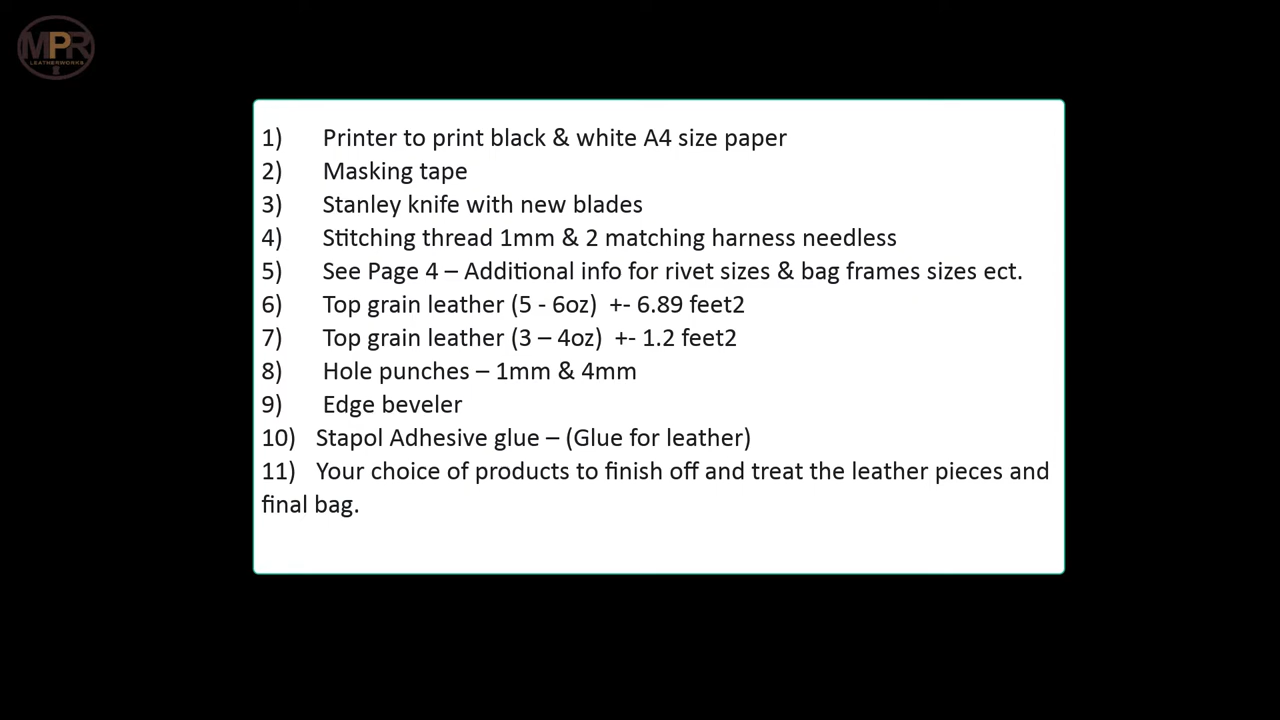 MPR
LEATHERWORKS
1) Printer to print black & white A4 size paper
2) Masking tape
3) Stanley knife with new blades
4) Stitching thread 1mm & 2 matching harness needless
5) See Page 4 – Additional info for rivet sizes & bag frames sizes ect.
6) Top grain leather (5 - 6oz) +- 6.89 feet2
7) Top grain leather (3 – 4oz) +- 1.2 feet2
8) Hole punches – 1mm & 4mm
9) Edge beveler
10) Stapol Adhesive glue – (Glue for leather)
11) Your choice of products to finish off and treat the leather pieces and
final bag.